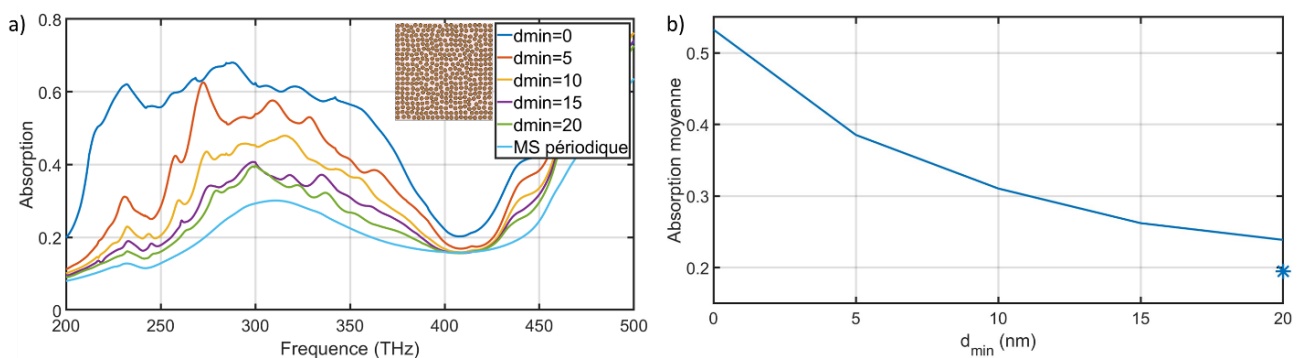 a)
0.8
0.6
0.4
0.2
0
Absorption
200
250
300
350
400
450
500
Frequence (THz)
dmin=0
dmin=5
dmin=10
dmin=15
dmin=20
MS périodique
b)
0.5
0.4
0.3
0.2
Absorption moyenne
0
5
10
15
20
d_min (nm)